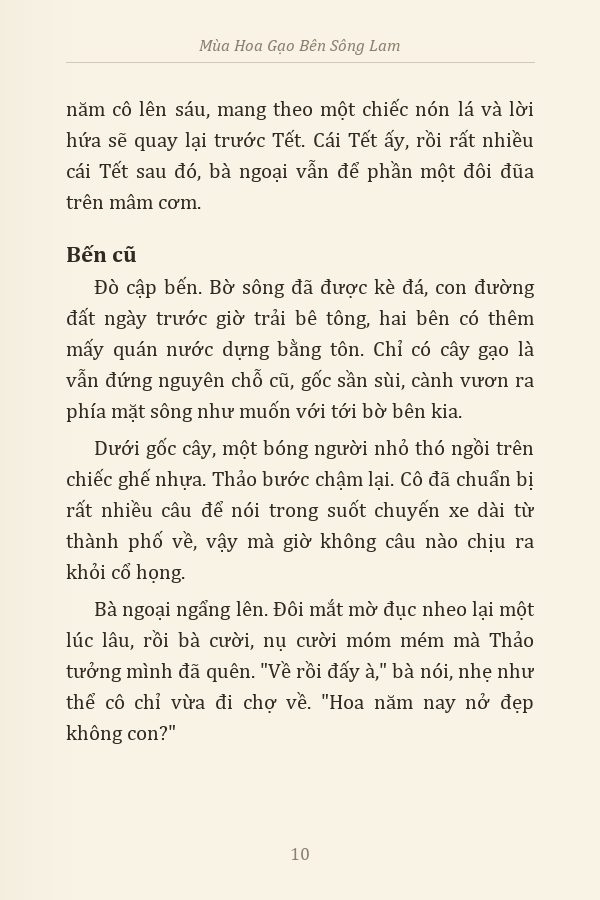 Mùa Hoa Gạo Bên Sông Lam
năm cô lên sáu, mang theo một chiếc nón lá và lời
hứa sẽ quay lại trước Tết. Cái Tết ấy, rồi rất nhiều
cái Tết sau đó, bà ngoại vẫn để phần một đôi đũa
trên mâm cơm.
Bến cũ
Đò cập bến. Bờ sông đã được kè đá, con đường
đất ngày trước giờ trải bê tông, hai bên có thêm
mấy quán nước dựng bằng tôn. Chỉ có cây gạo là
vẫn đứng nguyên chỗ cũ, gốc sần sùi, cành vươn ra
phía mặt sông như muốn với tới bờ bên kia.
Dưới gốc cây, một bóng người nhỏ thó ngồi trên
chiếc ghế nhựa. Thảo bước chậm lại. Cô đã chuẩn bị
rất nhiều câu để nói trong suốt chuyến xe dài từ
thành phố về, vậy mà giờ không câu nào chịu ra
khỏi cổ họng.
Bà ngoại ngẩng lên. Đôi mắt mờ đục nheo lại một
lúc lâu, rồi bà cười, nụ cười móm mém mà Thảo
tưởng mình đã quên. "Về rồi đấy à," bà nói, nhẹ như
thể cô chỉ vừa đi chợ về. "Hoa năm nay nở đẹp
không con?"
10